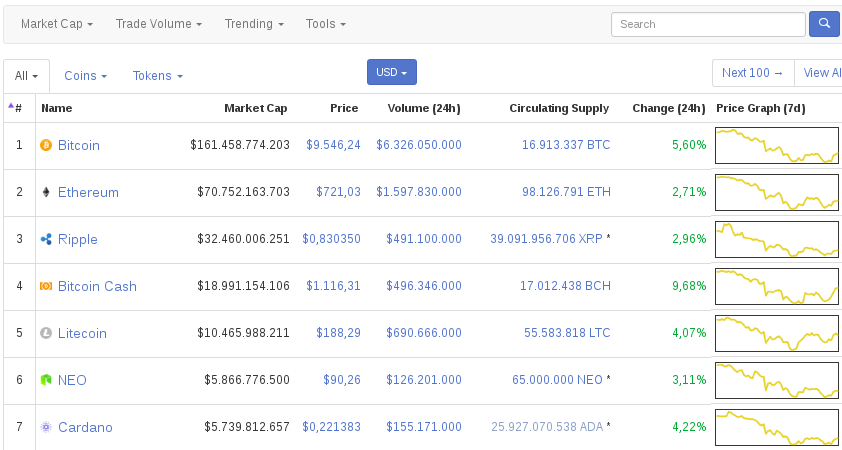 Market Cap Trade Volume Trending Tools Search
All Coins Tokens USD Next 100 → View Al
# Name Market Cap Price Volume (24h) Circulating Supply Change (24h) Price Graph (7d)
1 Bitcoin $161.458.774.203 $9.546,24 $6.326.050.000 16.913.337 BTC 5,60%
2 Ethereum $70.752.163.703 $721,03 $1.597.830.000 98.126.791 ETH 2,71%
3 Ripple $32.460.006.251 $0,830350 $491.100.000 39.091.956.706 XRP * 2,96%
4 Bitcoin Cash $18.991.154.106 $1.116,31 $496.346.000 17.012.438 BCH 9,68%
5 Litecoin $10.465.988.211 $188,29 $690.666.000 55.583.818 LTC 4,07%
6 NEO $5.866.776.500 $90,26 $126.201.000 65.000.000 NEO * 3,11%
7 Cardano $5.739.812.657 $0,221383 $155.171.000 25.927.070.538 ADA * 4,22%